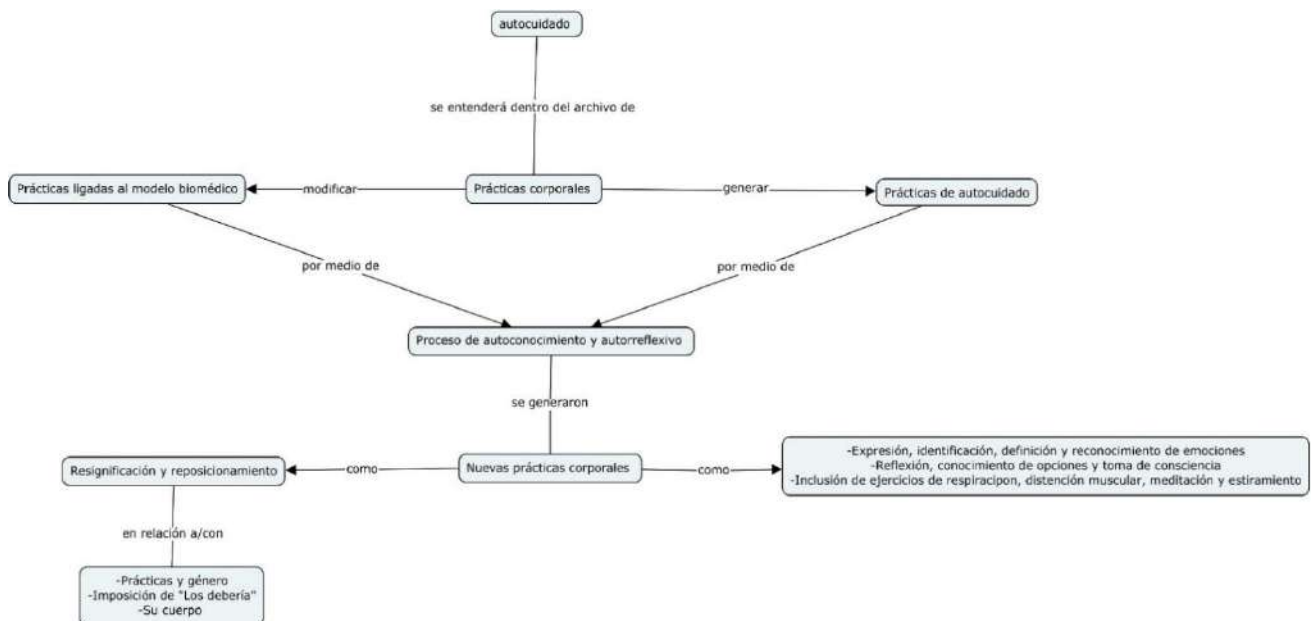 autocuidado
se entenderá dentro del archivo de
Prácticas ligadas al modelo biomédico
modificar
Prácticas corporales
generar
Prácticas de autocuidado
por medio de
por medio de
Proceso de autoconocimiento y autorreflexivo
se generaron
Resignificación y reposicionamiento
como
Nuevas prácticas corporales
como
-Expresión, identificación, definición y reconocimiento de emociones
-Reflexión, conocimiento de opciones y toma de consciencia
-Inclusión de ejercicios de respiracipon, distención muscular, meditación y estiramiento
en relación a/con
-Prácticas y género
-Imposición de "Los debería"
-Su cuerpo